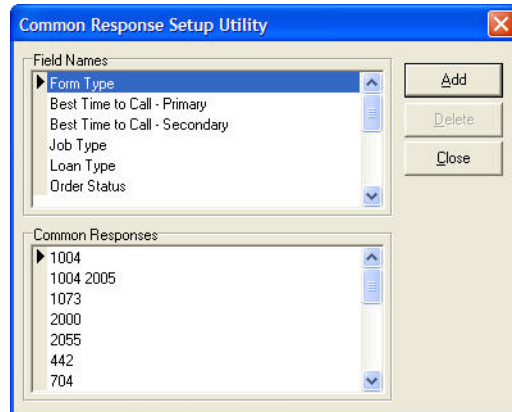 Common Response Setup Utility
Field Names
Form Type
Best Time to Call - Primary
Best Time to Call - Secondary
Job Type
Loan Type
Order Status
Add
Delete
Close
Common Responses
1004
1004 2005
1073
2000
2055
442
704